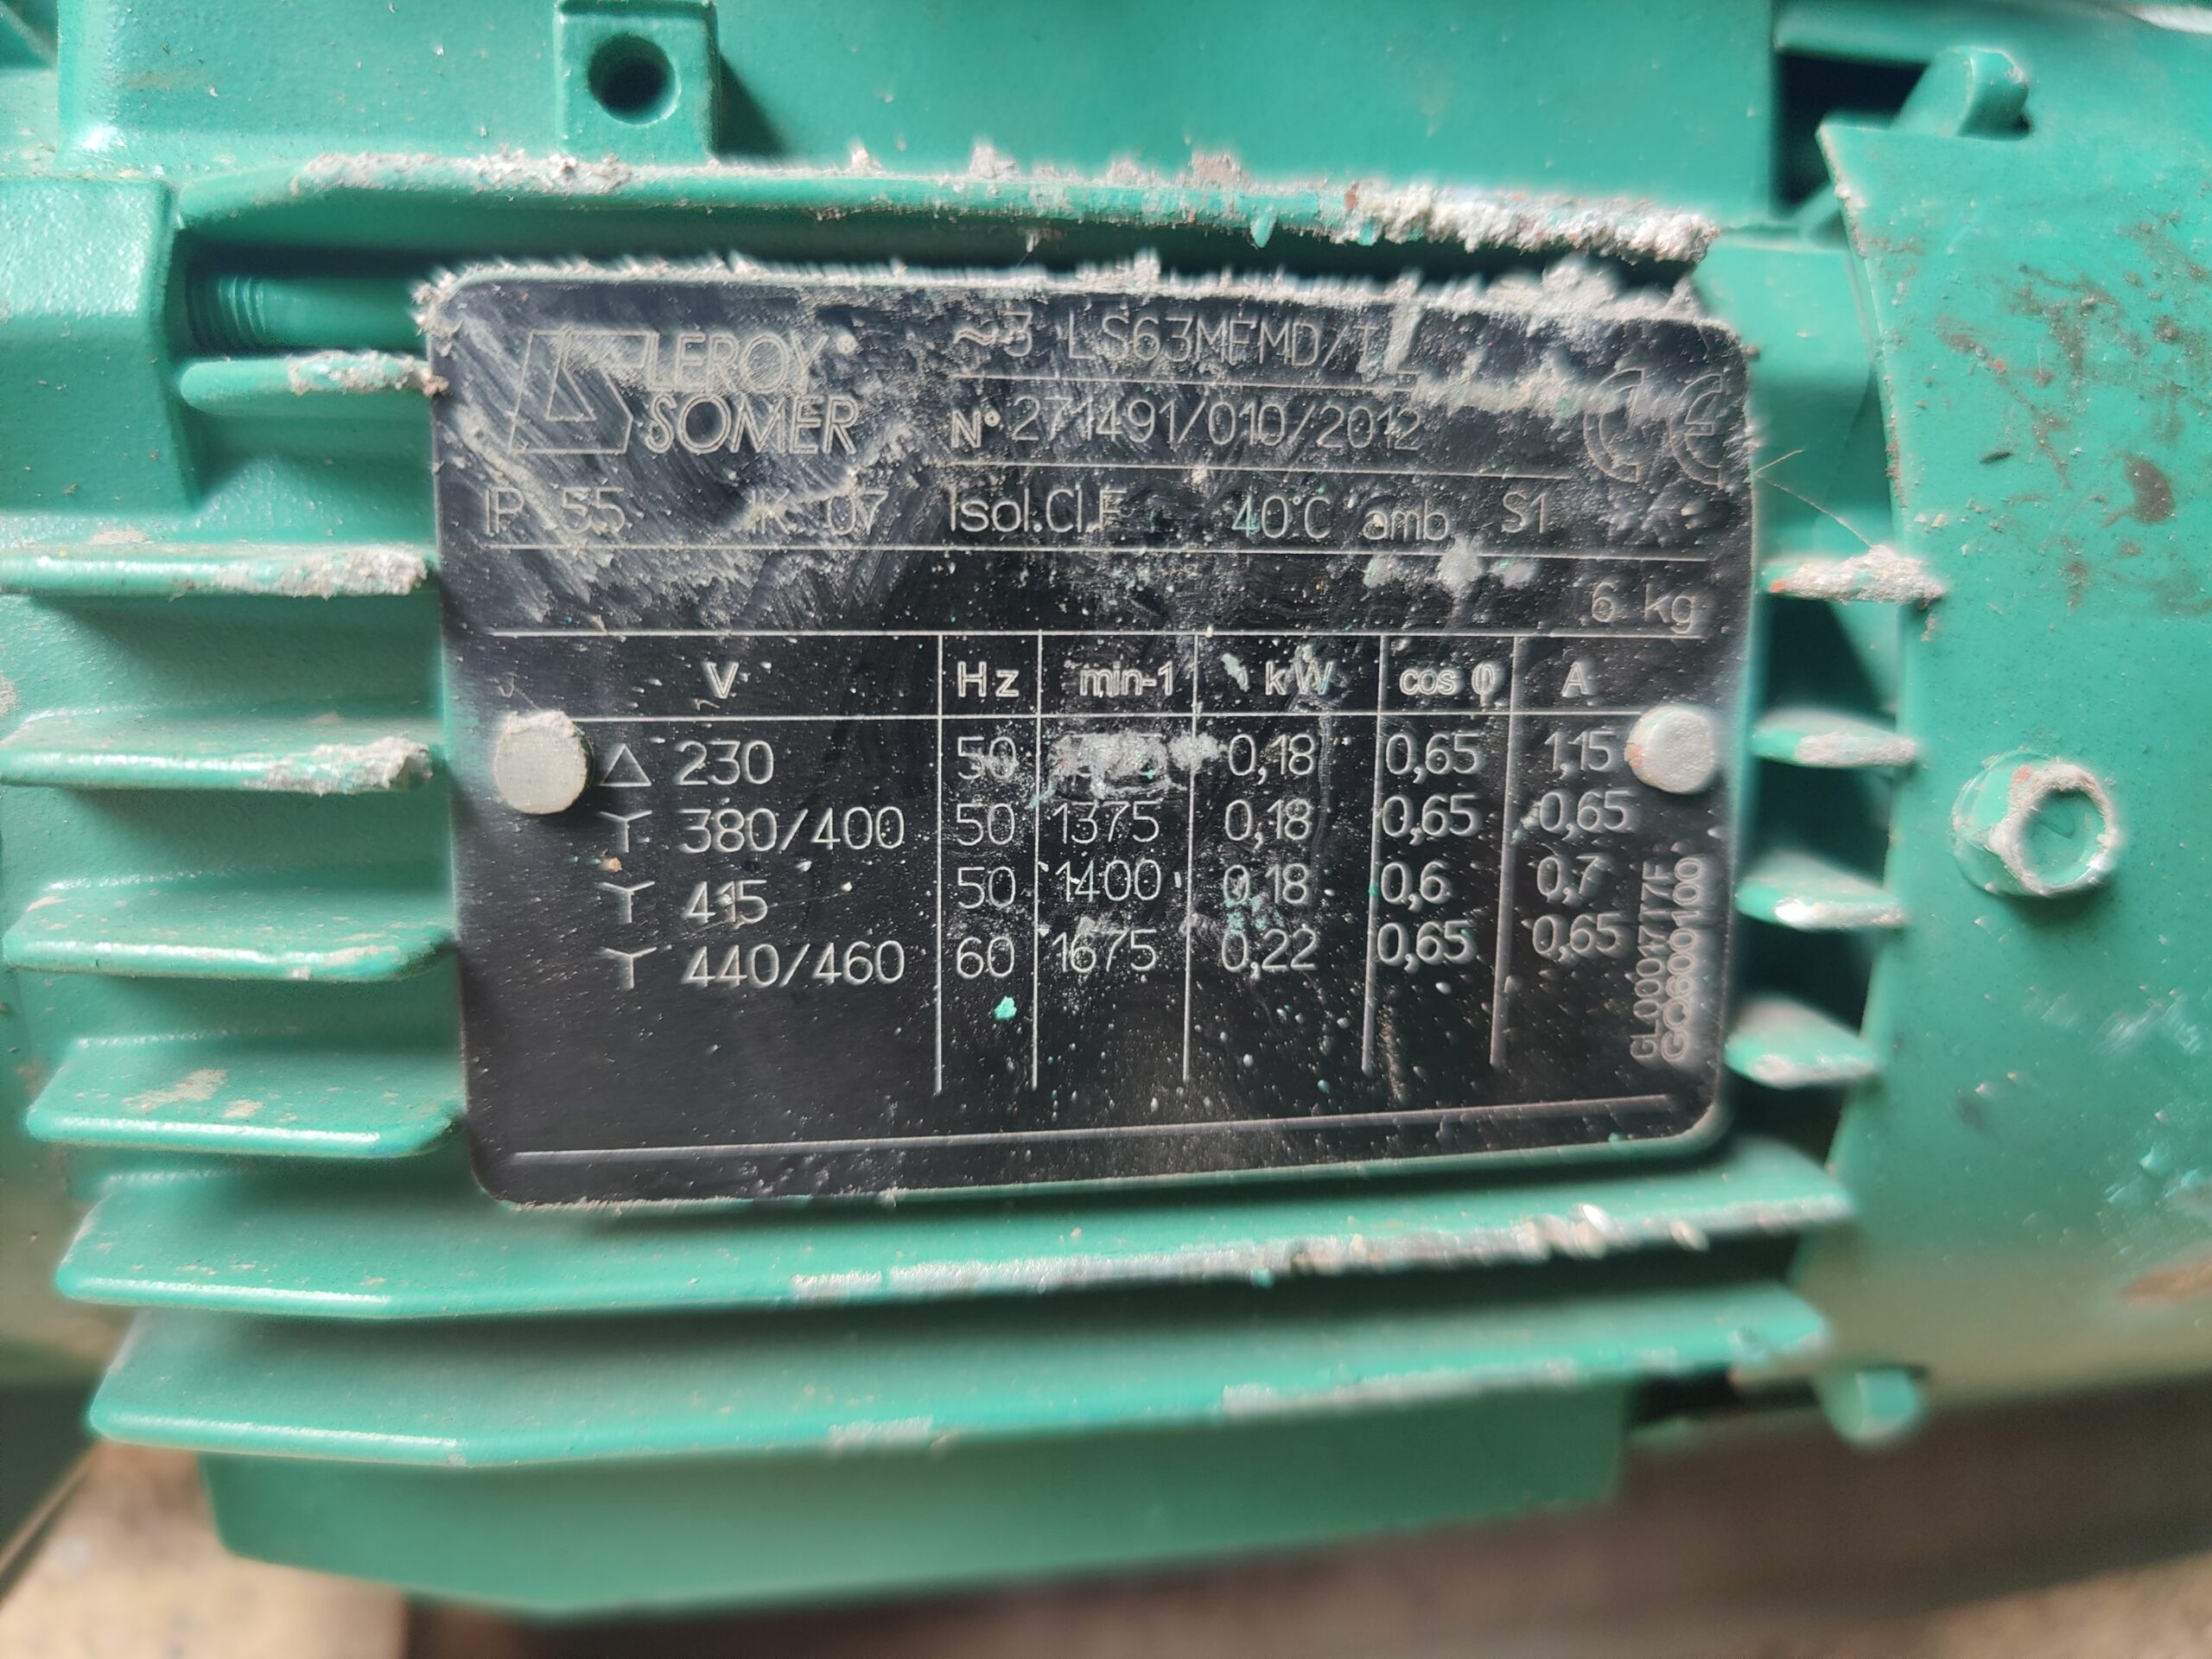 LEROY
SOMER
~3 LS63MFMD/T
N° 271491/010/2012
CE
IP 55 IK 07 Isol.Cl.F 40°C amb. S1
6 kg
V Hz min-1 kW cos φ A
△ 230 50 0,18 0,65 1,15
Y 380/400 50 1375 0,18 0,65 0,65
Y 415 50 1400 0,18 0,6 0,7
Y 440/460 60 1675 0,22 0,65 0,65
GQ600100